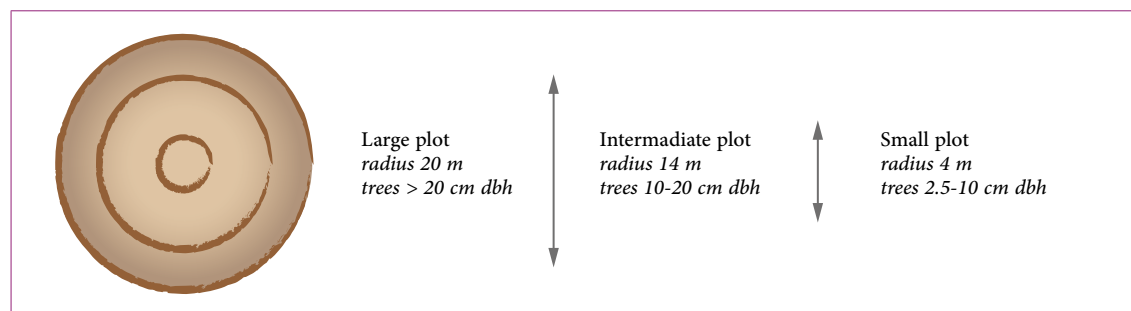 Large plot
radius 20 m
trees > 20 cm dbh
Intermadiate plot
radius 14 m
trees 10-20 cm dbh
Small plot
radius 4 m
trees 2.5-10 cm dbh